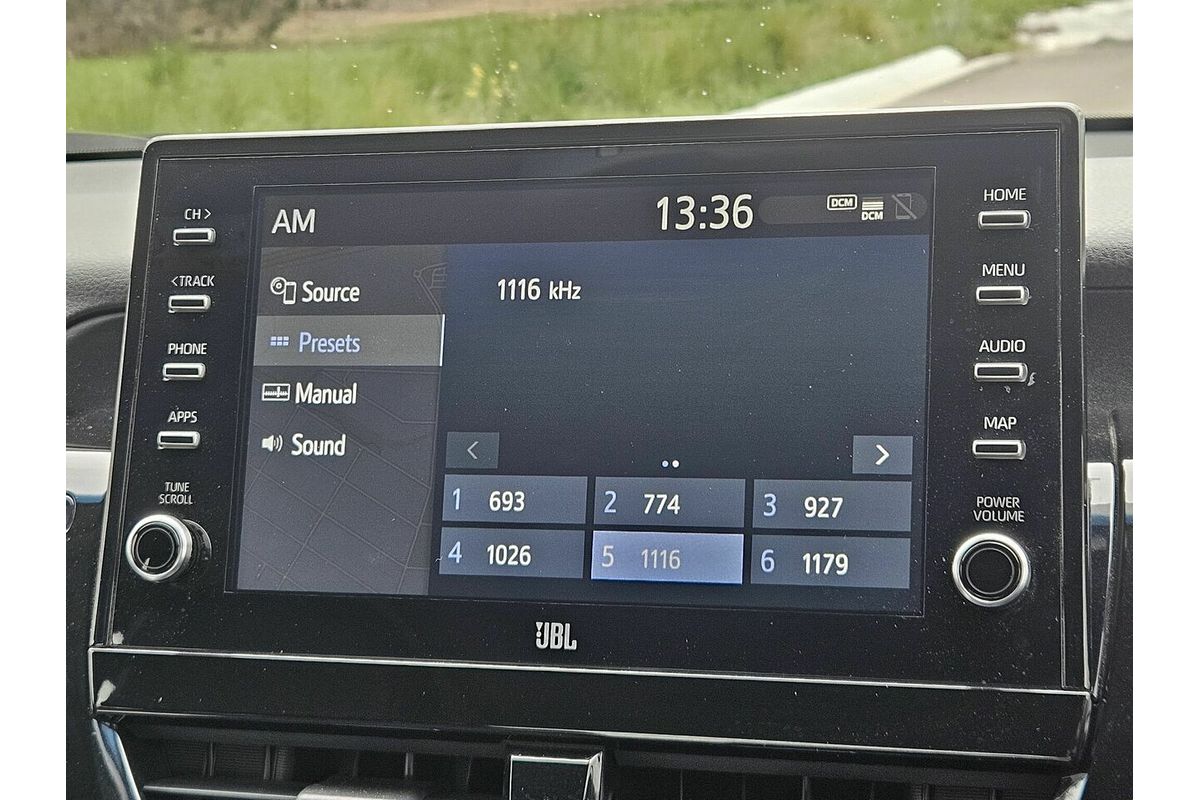 AM
13:36
DCM
DCM
CH >
< TRACK
PHONE
APPS
TUNE
SCROLL
Source
Presets
Manual
Sound
1116 kHz
<
>
1 693
2 774
3 927
4 1026
5 1116
6 1179
HOME
MENU
AUDIO
MAP
POWER
VOLUME
JBL